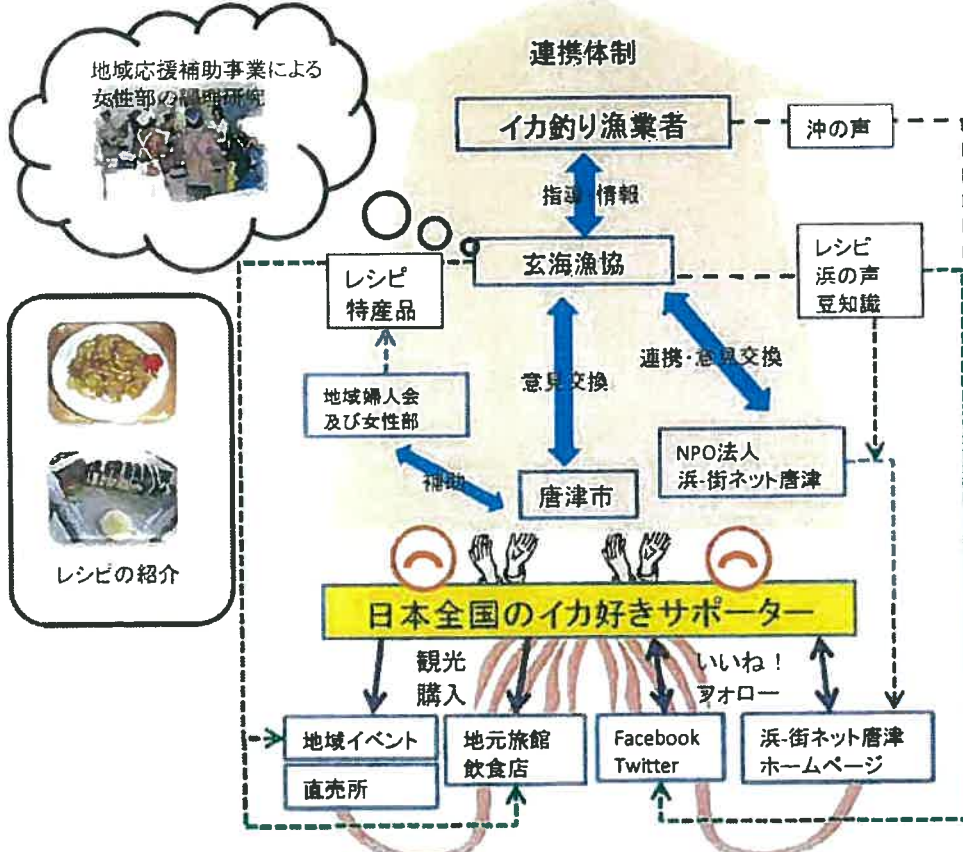 地域応援補助事業による
女性部の調理研究
連携体制
イカ釣り漁業者
沖の声
指導・情報
玄海漁協
レシピ
特産品
レシピ
浜の声
豆知識
連携・意見交換
意見交換
地域婦人会
及び女性部
補助
唐津市
NPO法人
浜-街ネット唐津
レシピの紹介
日本全国のイカ好きサポーター
観光
購入
いいね！
フォロー
地域イベント
直売所
地元旅館
飲食店
Facebook
Twitter
浜-街ネット唐津
ホームページ